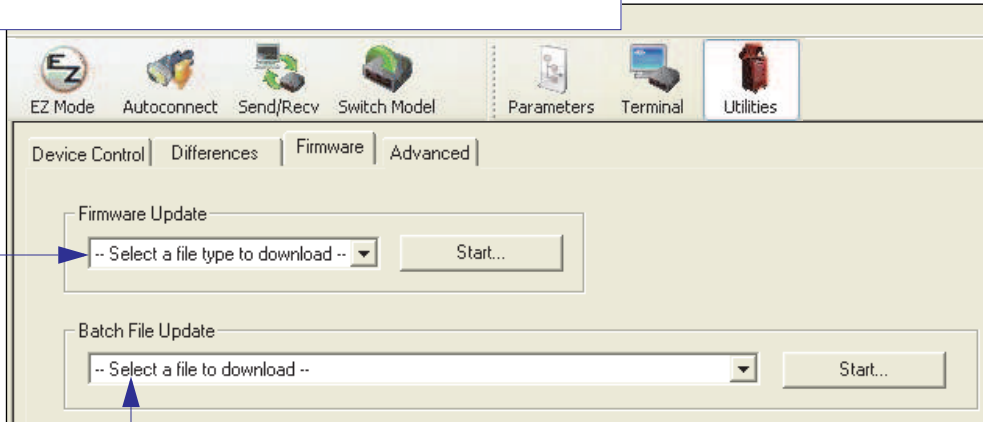 EZ
EZ Mode Autoconnect Send/Recv Switch Model Parameters Terminal Utilities
Device Control Differences Firmware Advanced
Firmware Update
-- Select a file type to download -- Start...
Batch File Update
-- Select a file to download -- Start...